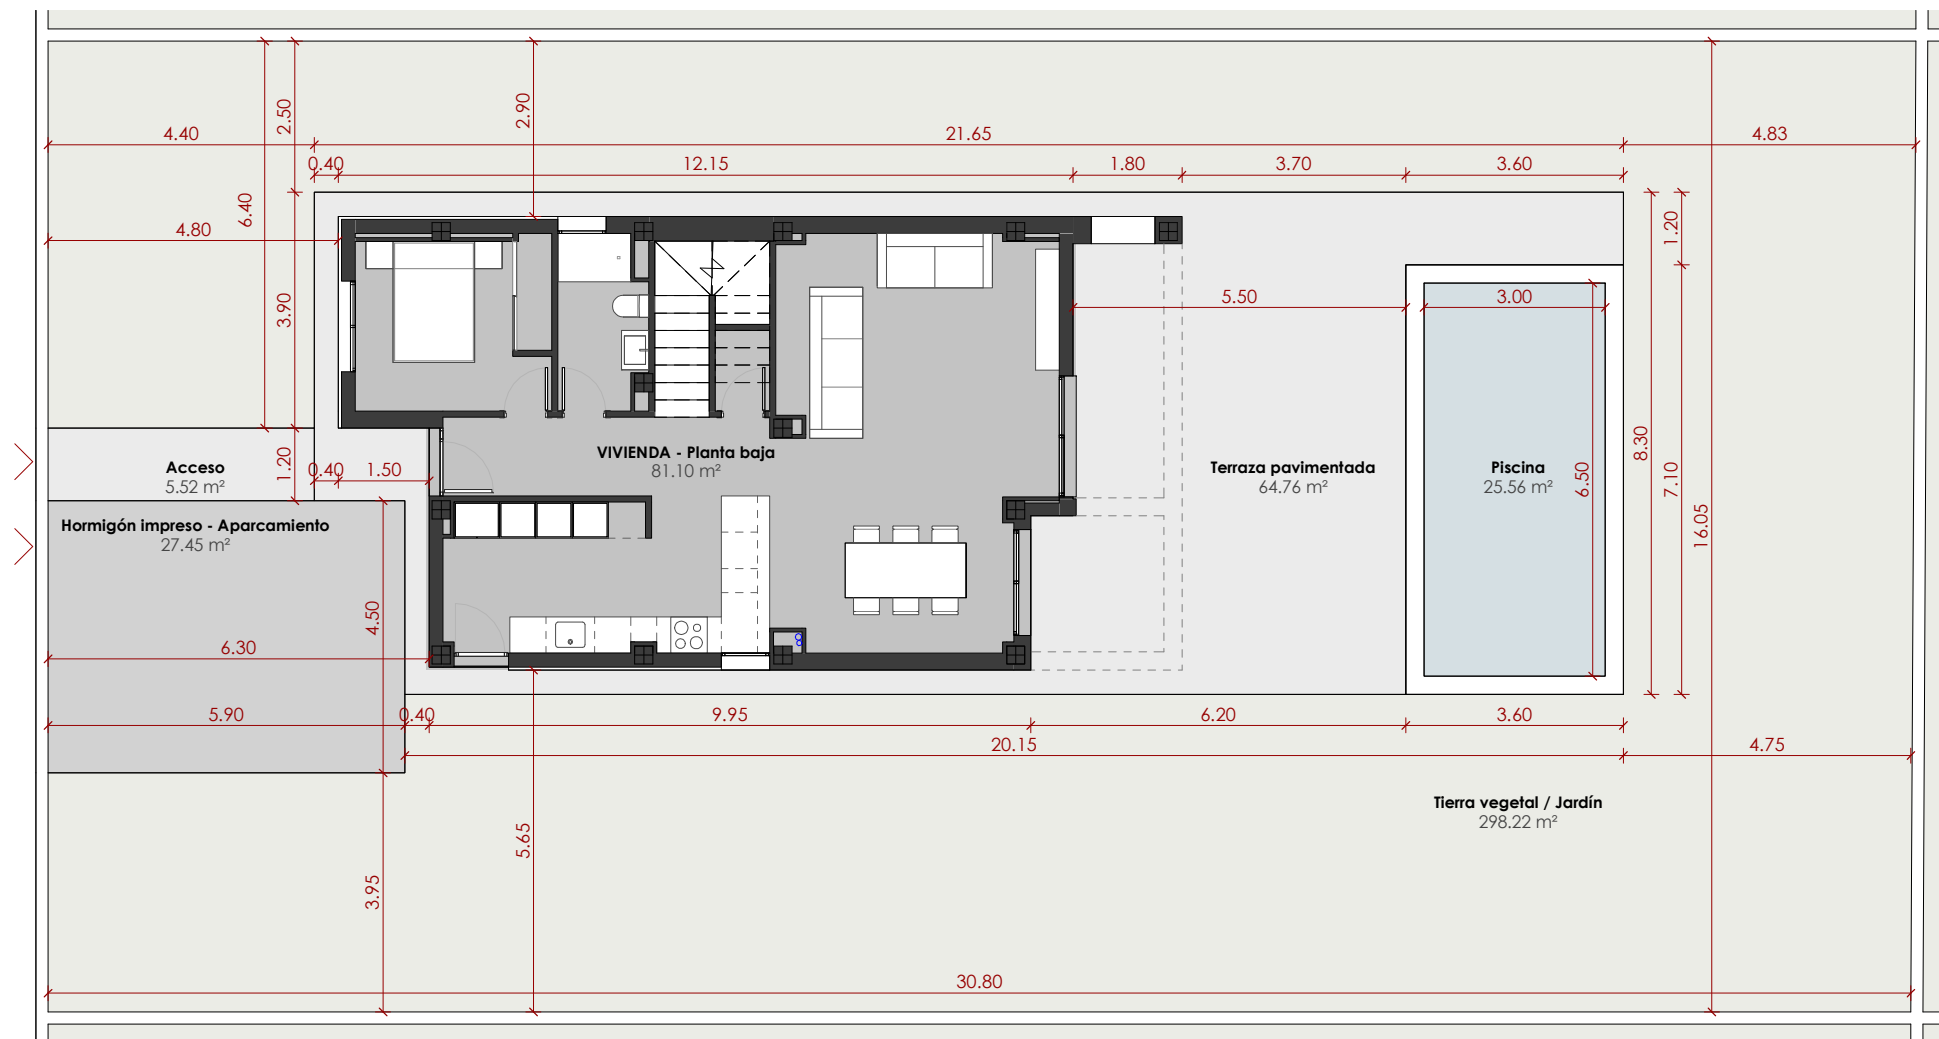 2.90
2.50
4.40
21.65
4.83
0.40
12.15
1.80
3.70
3.60
6.40
4.80
1.20
3.90
5.50
3.00
8.30
7.10
6.50
16.05
VIVIENDA - Planta baja
81.10 m²
Acceso
5.52 m²
1.20
0.40
1.50
Terraza pavimentada
64.76 m²
Piscina
25.56 m²
Hormigón impreso - Aparcamiento
27.45 m²
4.50
6.30
5.90
0.40
9.95
6.20
3.60
20.15
4.75
Tierra vegetal / Jardín
298.22 m²
5.65
3.95
30.80